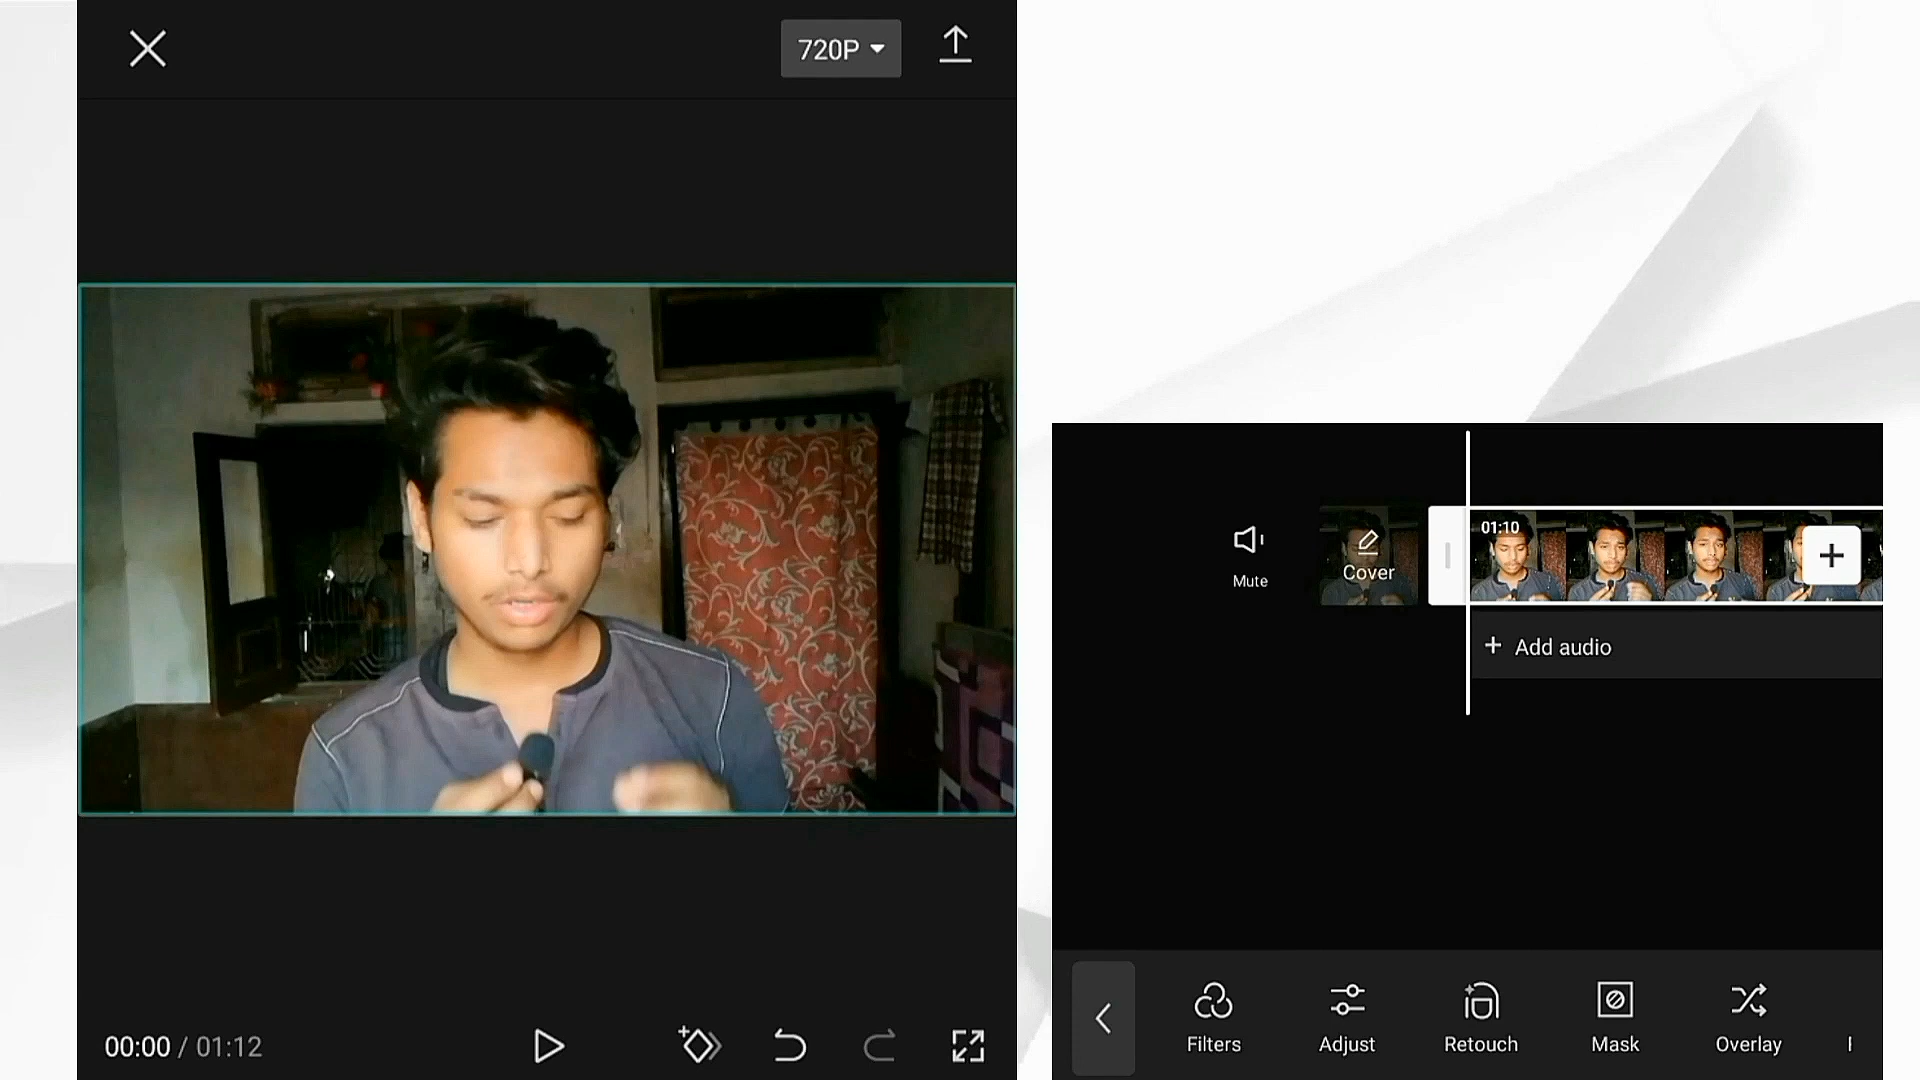 720P
00:00 / 01:12
01:10
Mute
Cover
+ Add audio
Filters
Adjust
Retouch
Mask
Overlay